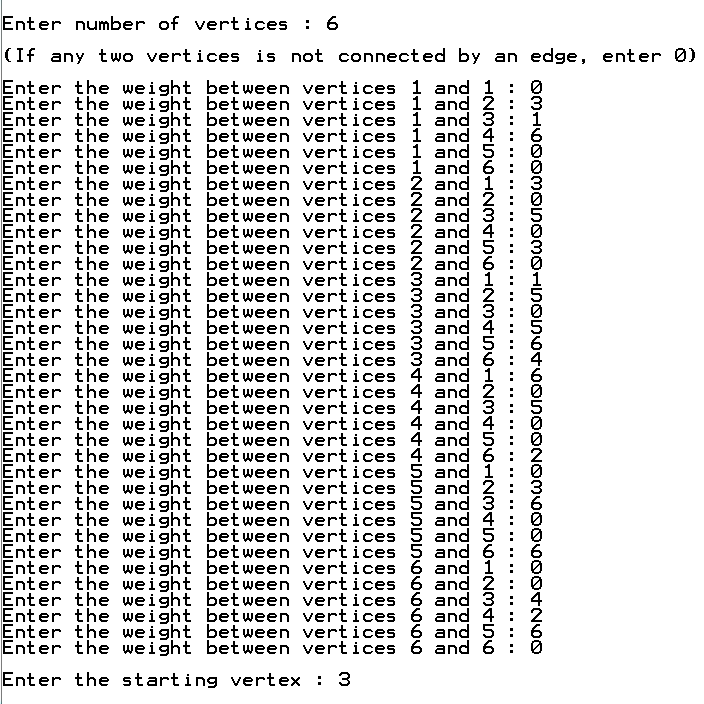 Enter number of vertices : 6
(If any two vertices is not connected by an edge, enter 0)
Enter the weight between vertices 1 and 1 : 0
Enter the weight between vertices 1 and 2 : 3
Enter the weight between vertices 1 and 3 : 1
Enter the weight between vertices 1 and 4 : 6
Enter the weight between vertices 1 and 5 : 0
Enter the weight between vertices 1 and 6 : 0
Enter the weight between vertices 2 and 1 : 3
Enter the weight between vertices 2 and 2 : 0
Enter the weight between vertices 2 and 3 : 5
Enter the weight between vertices 2 and 4 : 0
Enter the weight between vertices 2 and 5 : 3
Enter the weight between vertices 2 and 6 : 0
Enter the weight between vertices 3 and 1 : 1
Enter the weight between vertices 3 and 2 : 5
Enter the weight between vertices 3 and 3 : 0
Enter the weight between vertices 3 and 4 : 5
Enter the weight between vertices 3 and 5 : 6
Enter the weight between vertices 3 and 6 : 4
Enter the weight between vertices 4 and 1 : 6
Enter the weight between vertices 4 and 2 : 0
Enter the weight between vertices 4 and 3 : 5
Enter the weight between vertices 4 and 4 : 0
Enter the weight between vertices 4 and 5 : 0
Enter the weight between vertices 4 and 6 : 2
Enter the weight between vertices 5 and 1 : 0
Enter the weight between vertices 5 and 2 : 3
Enter the weight between vertices 5 and 3 : 6
Enter the weight between vertices 5 and 4 : 0
Enter the weight between vertices 5 and 5 : 0
Enter the weight between vertices 5 and 6 : 6
Enter the weight between vertices 6 and 1 : 0
Enter the weight between vertices 6 and 2 : 0
Enter the weight between vertices 6 and 3 : 4
Enter the weight between vertices 6 and 4 : 2
Enter the weight between vertices 6 and 5 : 6
Enter the weight between vertices 6 and 6 : 0
Enter the starting vertex : 3